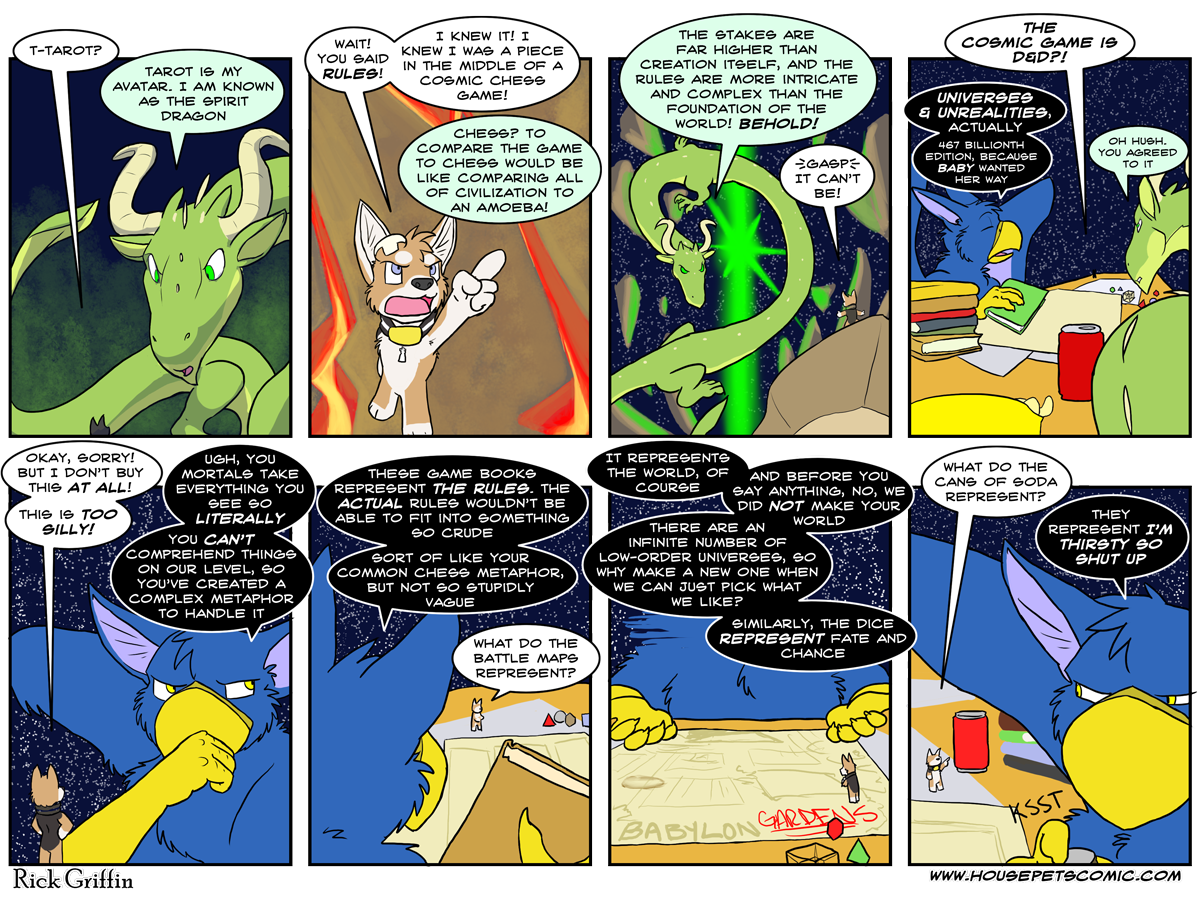 T-TAROT?
TAROT IS MY
AVATAR. I AM KNOWN
AS THE SPIRIT
DRAGON
WAIT!
YOU SAID
RULES!
I KNEW IT! I
KNEW I WAS A PIECE
IN THE MIDDLE OF A
COSMIC CHESS
GAME!
CHESS? TO
COMPARE THE GAME
TO CHESS WOULD BE
LIKE COMPARING ALL
OF CIVILIZATION TO
AN AMOEBA!
THE STAKES ARE
FAR HIGHER THAN
CREATION ITSELF, AND THE
RULES ARE MORE INTRICATE
AND COMPLEX THAN THE
FOUNDATION OF THE
WORLD! BEHOLD!
GASP
IT CAN'T
BE!
THE
COSMIC GAME IS
D&D?!
UNIVERSES
& UNREALITIES,
ACTUALLY
467 BILLIONTH
EDITION, BECAUSE
BABY WANTED
HER WAY
OH HUSH.
YOU AGREED
TO IT
OKAY, SORRY!
BUT I DON'T BUY
THIS AT ALL!
THIS IS TOO
SILLY!
UGH, YOU
MORTALS TAKE
EVERYTHING YOU
SEE SO
LITERALLY
YOU CAN'T
COMPREHEND THINGS
ON OUR LEVEL, SO
YOU'VE CREATED A
COMPLEX METAPHOR
TO HANDLE IT
THESE GAME BOOKS
REPRESENT THE RULES. THE
ACTUAL RULES WOULDN'T BE
ABLE TO FIT INTO SOMETHING
SO CRUDE
SORT OF LIKE YOUR
COMMON CHESS METAPHOR,
BUT NOT SO STUPIDLY
VAGUE
WHAT DO THE
BATTLE MAPS
REPRESENT?
IT REPRESENTS
THE WORLD, OF
COURSE
AND BEFORE YOU
SAY ANYTHING, NO, WE
DID NOT MAKE YOUR
WORLD
THERE ARE AN
INFINITE NUMBER OF
LOW-ORDER UNIVERSES, SO
WHY MAKE A NEW ONE WHEN
WE CAN JUST PICK WHAT
WE LIKE?
SIMILARLY, THE DICE
REPRESENT FATE AND
CHANCE
BABYLON GARDENS
WHAT DO THE
CANS OF SODA
REPRESENT?
THEY
REPRESENT I'M
THIRSTY SO
SHUT UP
KSST
Rick Griffin
WWW.HOUSEPETSCOMIC.COM